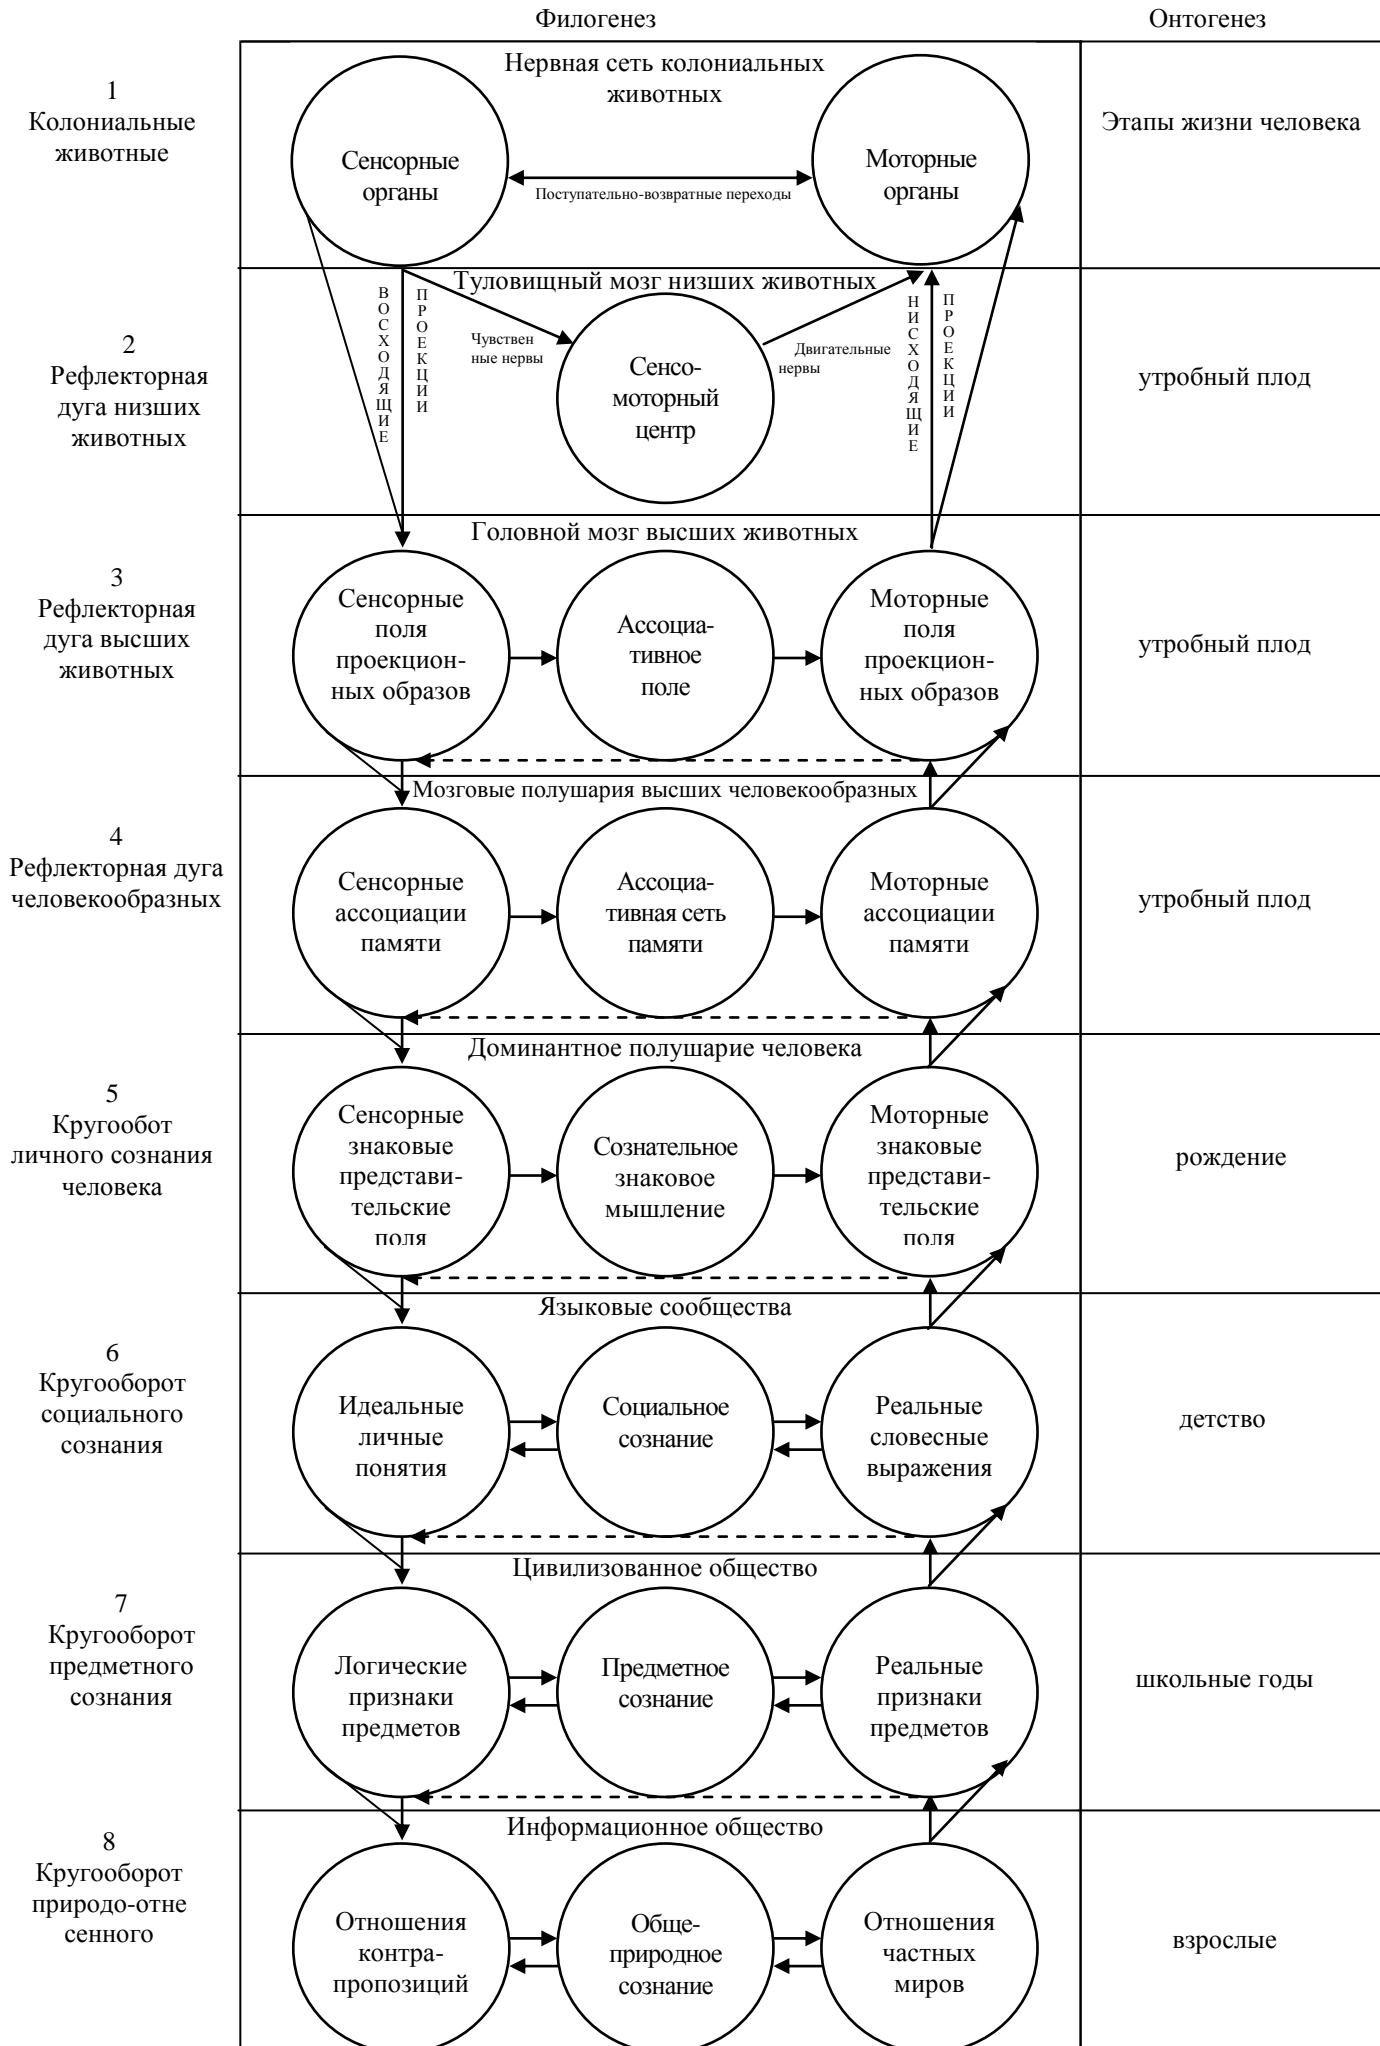 Филогенез
Онтогенез
1
Колониальные
животные
Нервная сеть колониальных
животных
Сенсорные
органы
Поступательно-возвратные переходы
Моторные
органы
Этапы жизни человека
2
Рефлекторная
дуга низших
животных
Туловищный мозг низших животных
ВОСХОДЯЩИЕ
ПРОЕКЦИИ
Чувствен
ные нервы
Сенсо-
моторный
центр
Двигательные
нервы
НИСХОДЯЩИЕ
ПРОЕКЦИИ
утробный плод
3
Рефлекторная
дуга высших
животных
Головной мозг высших животных
Сенсорные
поля
проекцион-
ных образов
Ассоциа-
тивное
поле
Моторные
поля
проекцион-
ных образов
утробный плод
4
Рефлекторная дуга
человекообразных
Мозговые полушария высших человекообразных
Сенсорные
ассоциации
памяти
Ассоциа-
тивная сеть
памяти
Моторные
ассоциации
памяти
утробный плод
5
Кругообот
личного сознания
человека
Доминантное полушарие человека
Сенсорные
знаковые
представи-
тельские
поля
Сознательное
знаковое
мышление
Моторные
знаковые
представи-
тельские
поля
рождение
6
Кругооборот
социального
сознания
Языковые сообщества
Идеальные
личные
понятия
Социальное
сознание
Реальные
словесные
выражения
детство
7
Кругооборот
предметного
сознания
Цивилизованное общество
Логические
признаки
предметов
Предметное
сознание
Реальные
признаки
предметов
школьные годы
8
Кругооборот
природо-отне
сенного
Информационное общество
Отношения
контра-
пропозиций
Обще-
природное
сознание
Отношения
частных
миров
взрослые